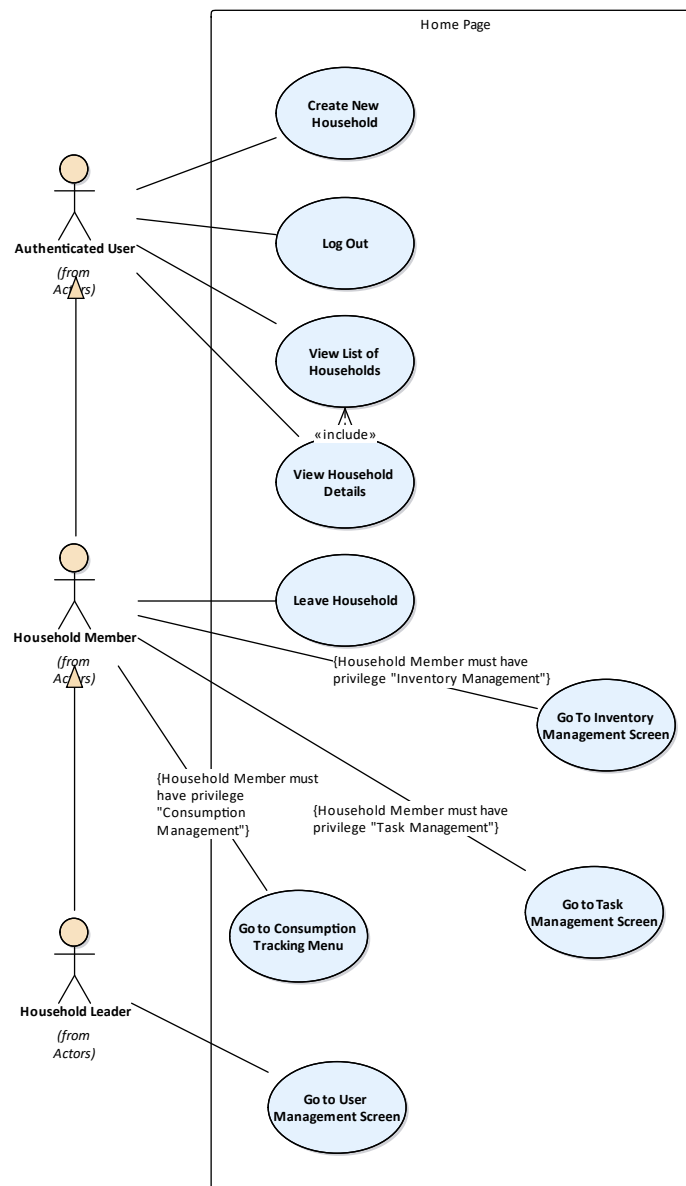 Home Page
Create New
Household
Authenticated User
(from
Actors)
Log Out
View List of
Households
«include»
View Household
Details
Household Member
(from
Actors)
Leave Household
{Household Member must have
privilege "Inventory Management"}
Go To Inventory
Management Screen
{Household Member must
have privilege
"Consumption
Management"}
{Household Member must have
privilege "Task Management"}
Go to Task
Management Screen
Go to Consumption
Tracking Menu
Household Leader
(from
Actors)
Go to User
Management Screen